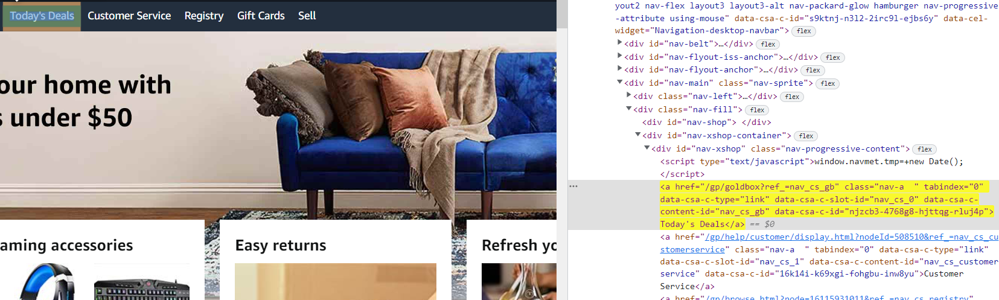 Today's Deals Customer Service Registry Gift Cards Sell
our home with
s under $50
aming accessories
Easy returns
Refresh yo
yout2 nav-flex layout3 layout3-alt nav-packard-glow hamburger nav-progressive
-attribute using-mouse" data-csa-c-id="s9ktnj-n3l2-2irc9l-ejbs6y" data-cel-
widget="Navigation-desktop-navbar"> flex
<div id="nav-belt">…</div> flex
<div id="nav-flyout-iss-anchor">…</div> flex
<div id="nav-flyout-anchor">…</div> flex
<div id="nav-main" class="nav-sprite"> flex
<div class="nav-left">…</div> flex
<div class="nav-fill"> flex
<div id="nav-shop"> </div>
<div id="nav-xshop-container"> flex
<div id="nav-xshop" class="nav-progressive-content"> flex
<script type="text/javascript">window.navmet.tmp=+new Date();
</script>
<a href="/gp/goldbox?ref_=nav_cs_gb" class="nav-a  " tabindex="0"
data-csa-c-type="link" data-csa-c-slot-id="nav_cs_0" data-csa-c-
content-id="nav_cs_gb" data-csa-c-id="njzcb3-4768g8-hjttqg-rluj4p">
Today's Deals</a> == $0
<a href="/gp/help/customer/display.html?nodeId=508510&ref_=nav_cs_cu
stomerservice" class="nav-a  " tabindex="0" data-csa-c-type="link"
data-csa-c-slot-id="nav_cs_1" data-csa-c-content-id="nav_cs_customer
service" data-csa-c-id="16k14i-k69xgi-fohgbu-inw8yu">Customer
Service</a>
<a href="/gp/browse.html?node=16115931011&ref_=nav_cs_registry"